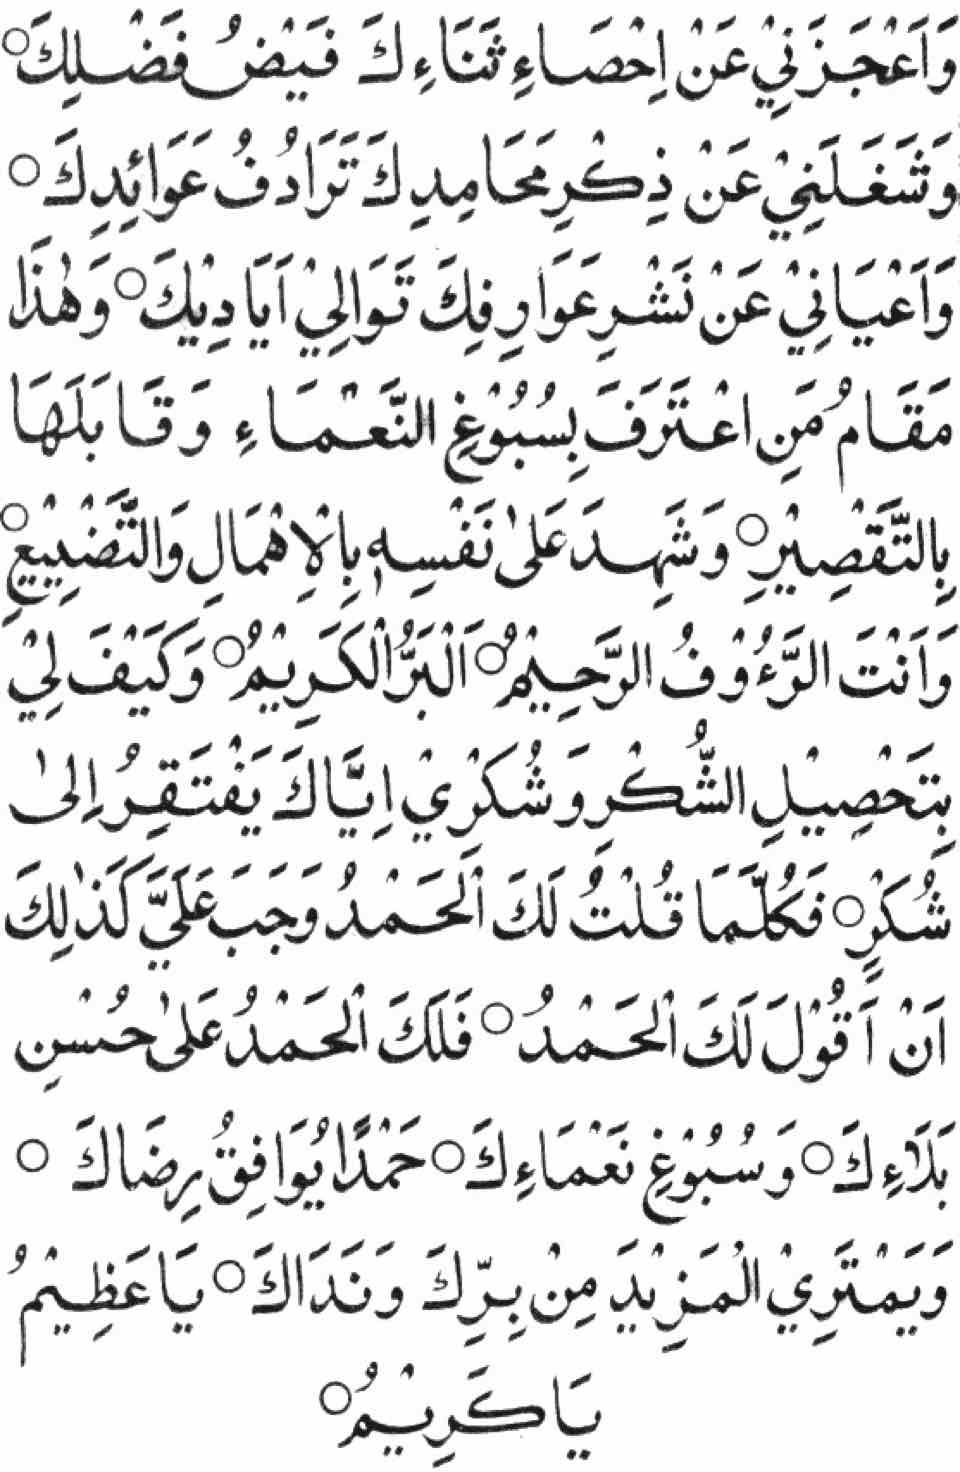 وَاَعْجَزَنِيْ عَنْ اِحْصَاءِ ثَنَاءِكَ فَيْضُ فَضْلِكَ ○
وَشَغَلَنِيْ عَنْ ذِكْرِ مَحَامِدِكَ تَرَادُفُ عَوَائِدِكَ ○
وَاَعْيَانِيْ عَنْ نَشْرِ عَوَارِفِكَ تَوَالِيْ اَيَادِيْكَ ○ وَهٰذَا
مَقَامُ مَنِ اعْتَرَفَ بِسُبُوْغِ النَّعْمَاءِ وَقَابَلَهَا
بِالتَّقْصِيْرِ ○ وَشَهِدَ عَلٰى نَفْسِهٖ بِالْاِهْمَالِ وَالتَّضْيِيْعِ ○
وَاَنْتَ الرَّءُوْفُ الرَّحِيْمُ ○ اَلْبَرُّ الْكَرِيْمُ ○ وَكَيْفَ لِيْ
بِتَحْصِيْلِ الشُّكْرِ وَشُكْرِيْ اِيَّاكَ يَفْتَقِرُ اِلٰى
شُكْرٍ ○ فَكُلَّمَا قُلْتُ لَكَ الْحَمْدُ وَجَبَ عَلَيَّ كَذٰلِكَ
اَنْ اَقُوْلَ لَكَ الْحَمْدُ ○ فَلَكَ الْحَمْدُ عَلٰى حُسْنِ
بَلَاءِكَ ○ وَسُبُوْغِ نَعْمَاءِكَ ○ حَمْدًا يُوَافِقُ رِضَاكَ ○
وَيَمْتَرِيْ الْمَزِيْدَ مِنْ بِرِّكَ وَنَدَاكَ ○ يَا عَظِيْمُ
يَا كَرِيْمُ ○